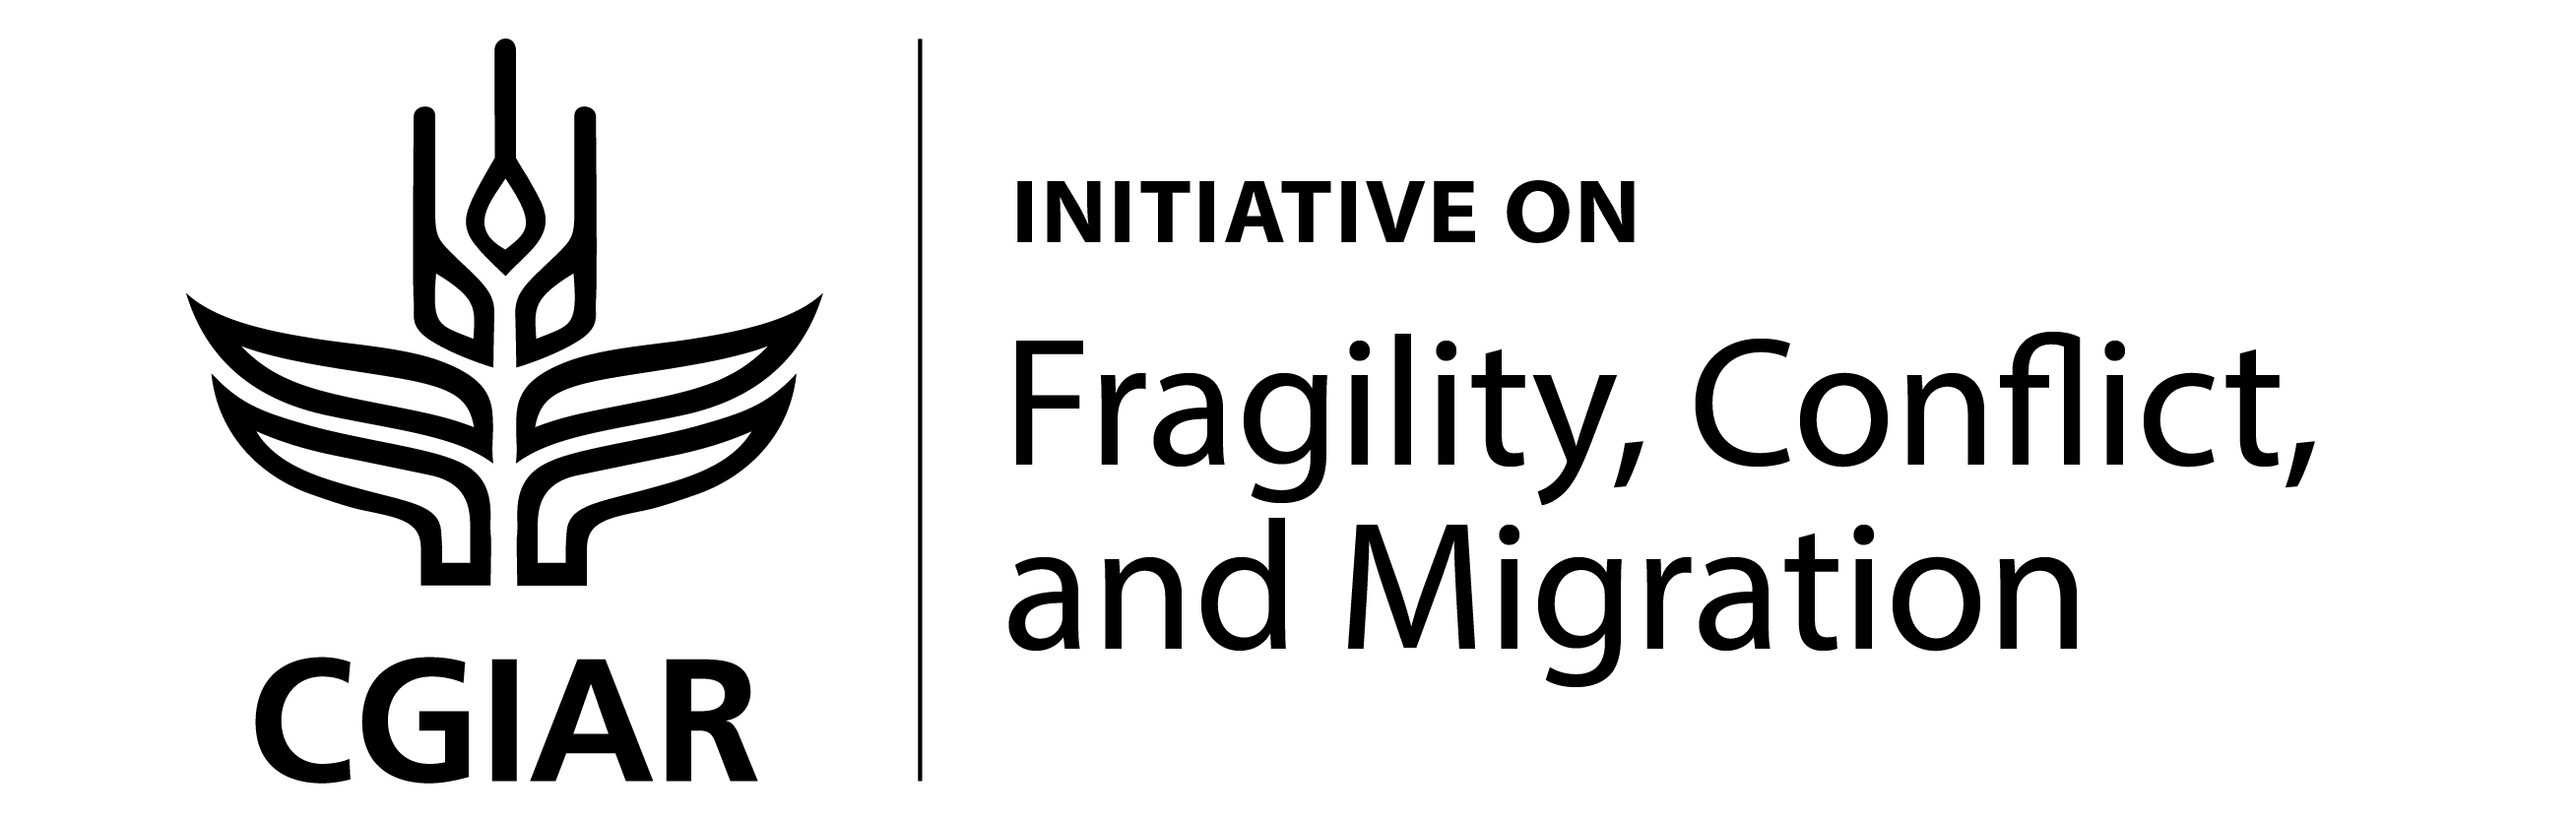 CGIAR
INITIATIVE ON
Fragility, Conflict,
and Migration